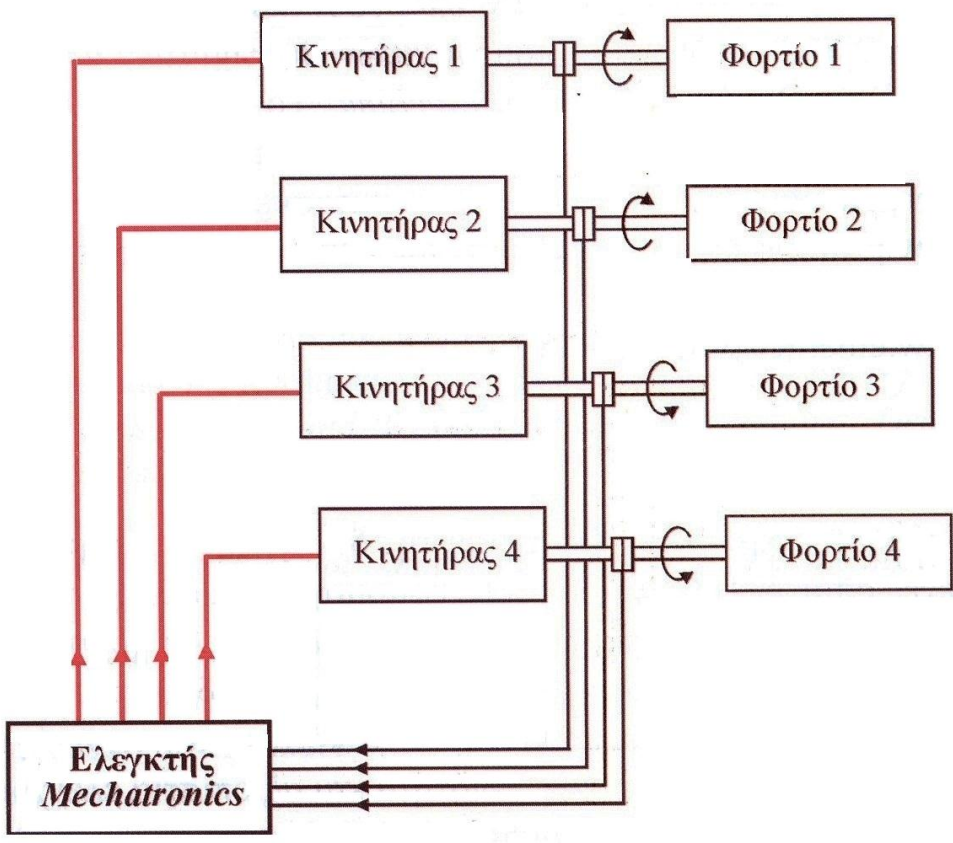 Κινητήρας 1
Φορτίο 1
Κινητήρας 2
Φορτίο 2
Κινητήρας 3
Φορτίο 3
Κινητήρας 4
Φορτίο 4
Ελεγκτής
Mechatronics